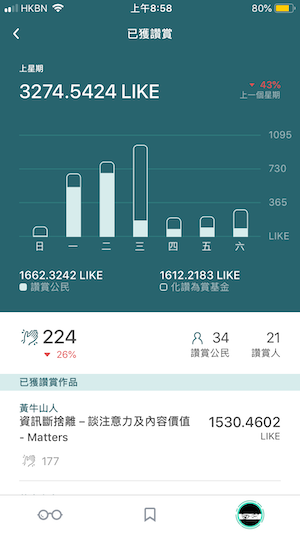 HKBN 上午8:58 80%
已獲讚賞
上星期
3274.5424 LIKE
43%
上一個星期
1095
730
365
LIKE
日 一 二 三 四 五 六
1662.3242 LIKE 1612.2183 LIKE
讚賞公民 化讚為賞基金
224 34 21
26% 讚賞公民 讚賞人
已獲讚賞作品
黃牛山人
資訊斷捨離 – 談注意力及內容價值 1530.4602
- Matters LIKE
177